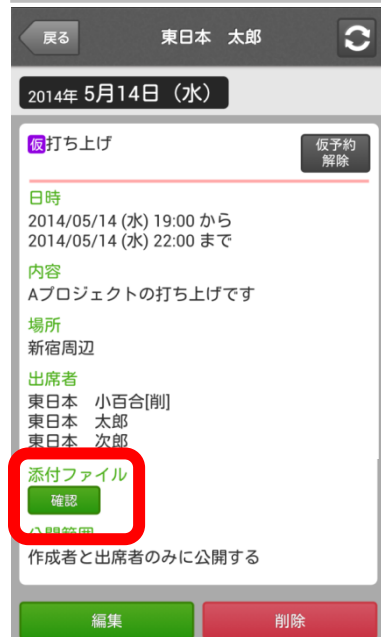 戻る
東日本 太郎
2014年 5月14日（水）
仮打ち上げ
仮予約
解除
日時
2014/05/14 (水) 19:00 から
2014/05/14 (水) 22:00 まで
内容
Aプロジェクトの打ち上げです
場所
新宿周辺
出席者
東日本 小百合[削]
東日本 太郎
東日本 次郎
添付ファイル
確認
公開範囲
作成者と出席者のみに公開する
編集
削除